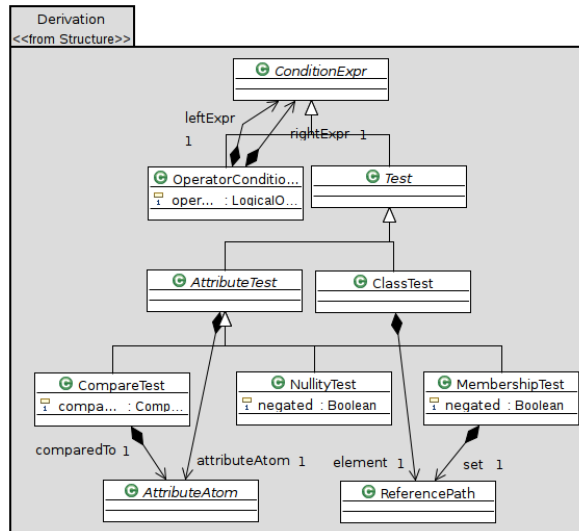 Derivation
<<from Structure>>
ConditionExpr
leftExpr
1
rightExpr 1
OperatorConditio...
oper... : LogicalO...
Test
AttributeTest
ClassTest
CompareTest
compa... : Comp...
NullityTest
negated : Boolean
MembershipTest
negated : Boolean
comparedTo 1
attributeAtom 1
element 1
set 1
AttributeAtom
ReferencePath